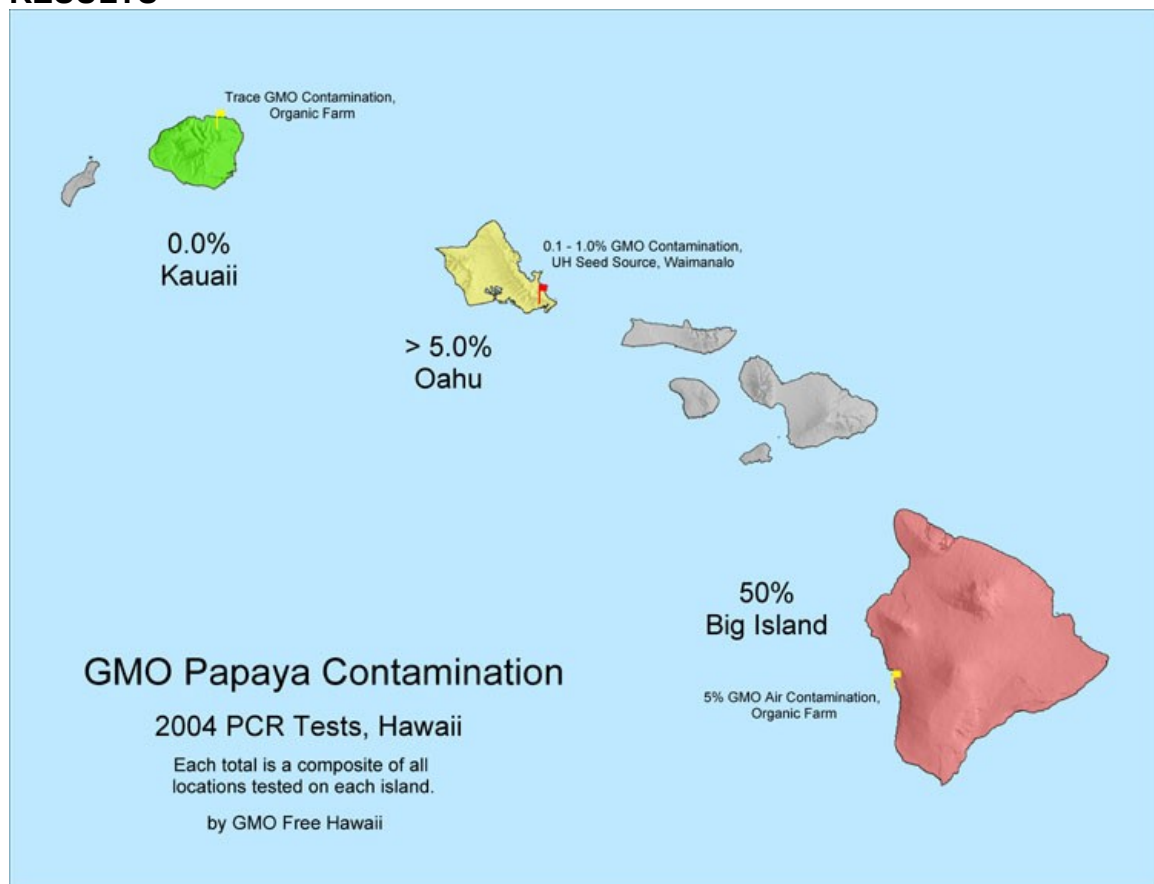 RESULTS
Trace GMO Contamination,
Organic Farm
0.0%
Kauaii
0.1 - 1.0% GMO Contamination,
UH Seed Source, Waimanalo
> 5.0%
Oahu
50%
Big Island
5% GMO Air Contamination,
Organic Farm
GMO Papaya Contamination
2004 PCR Tests, Hawaii
Each total is a composite of all
locations tested on each island.
by GMO Free Hawaii